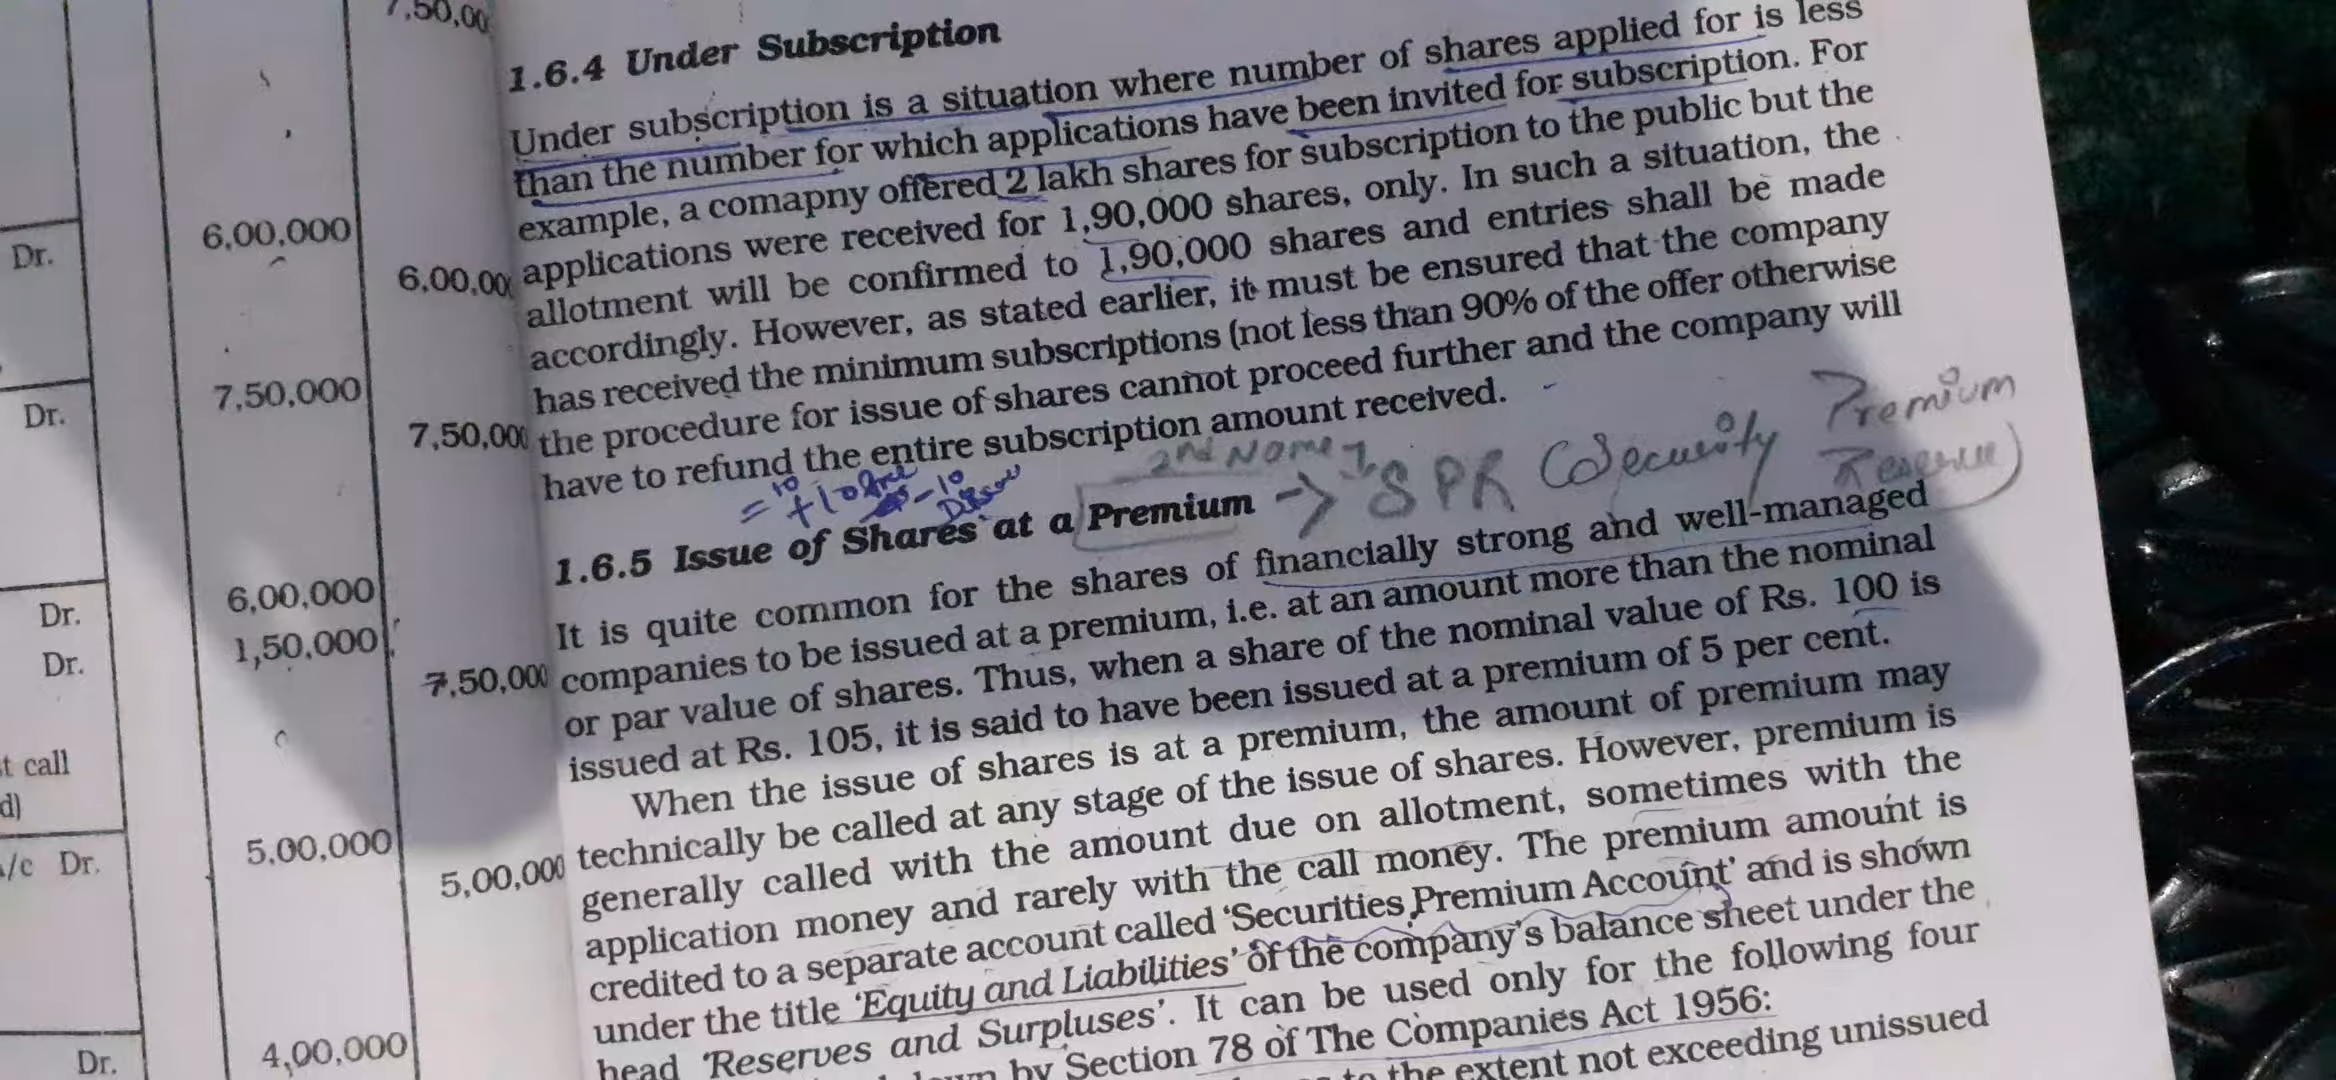 7,50,00
Dr. 6,00,000
6,00,00
Dr. 7,50,000
7,50,000
Dr. 6,00,000
Dr. 1,50,000
7,50,000
t call
d)
/c Dr. 5,00,000
5,00,000
Dr. 4,00,000
1.6.4 Under Subscription
Under subscription is a situation where number of shares applied for is less
than the number for which applications have been invited for subscription. For
example, a comapny offered 2 lakh shares for subscription to the public but the
applications were received for 1,90,000 shares, only. In such a situation, the
allotment will be confirmed to 1,90,000 shares and entries shall be made
accordingly. However, as stated earlier, it must be ensured that the company
has received the minimum subscriptions (not less than 90% of the offer otherwise
the procedure for issue of shares cannot proceed further and the company will
have to refund the entire subscription amount received.
2nd Name
SPR (Security Premium
Reserve)
= 10 +10 -10
1.6.5 Issue of Shares at a Premium
It is quite common for the shares of financially strong and well-managed
companies to be issued at a premium, i.e. at an amount more than the nominal
or par value of shares. Thus, when a share of the nominal value of Rs. 100 is
issued at Rs. 105, it is said to have been issued at a premium of 5 per cent.
When the issue of shares is at a premium, the amount of premium may
technically be called at any stage of the issue of shares. However, premium is
generally called with the amount due on allotment, sometimes with the
application money and rarely with the call money. The premium amount is
credited to a separate account called 'Securities Premium Account' and is shown
under the title 'Equity and Liabilities' of the company's balance sheet under the
head 'Reserves and Surpluses'. It can be used only for the following four
by Section 78 of The Companies Act 1956:
to the extent not exceeding unissued